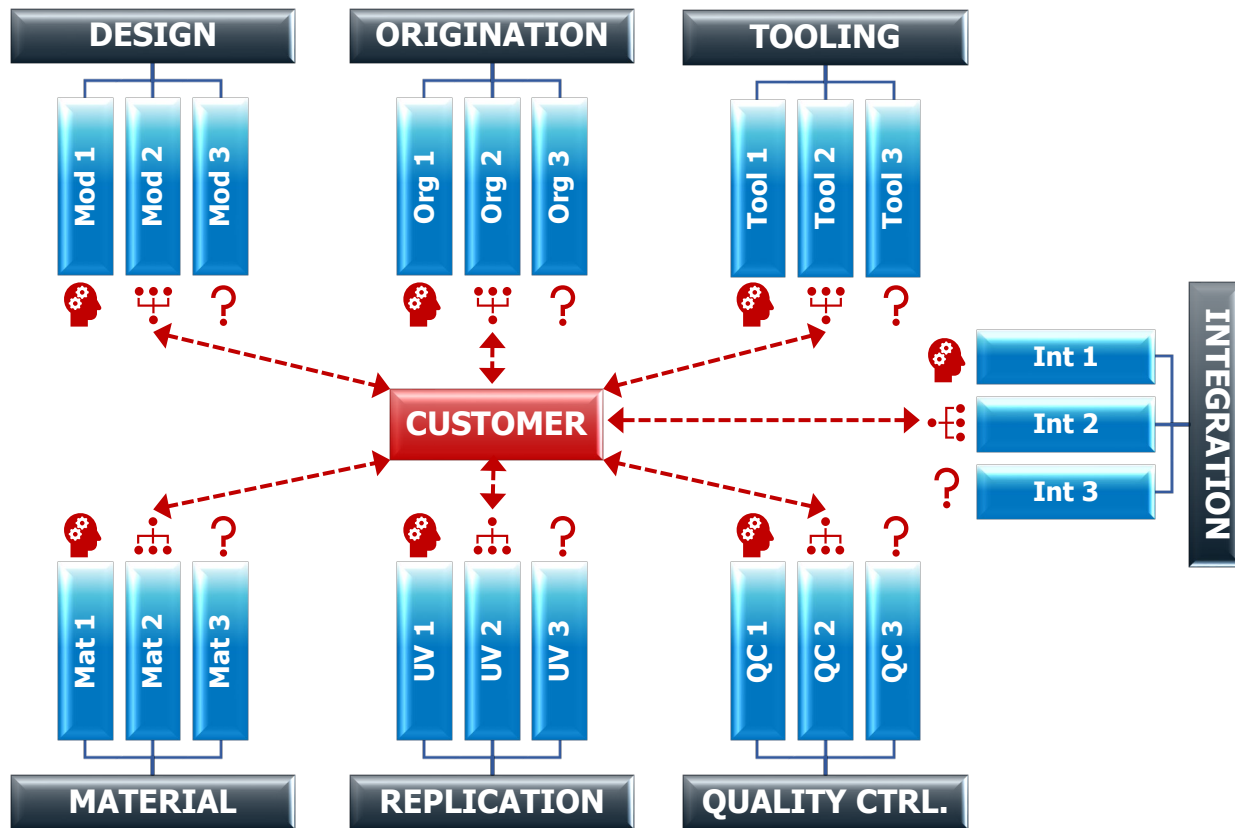 DESIGN
ORIGINATION
TOOLING
Mod 1
Mod 2
Mod 3
Org 1
Org 2
Org 3
Tool 1
Tool 2
Tool 3
INTEGRATION
Int 1
Int 2
Int 3
CUSTOMER
Mat 1
Mat 2
Mat 3
UV 1
UV 2
UV 3
QC 1
QC 2
QC 3
MATERIAL
REPLICATION
QUALITY CTRL.